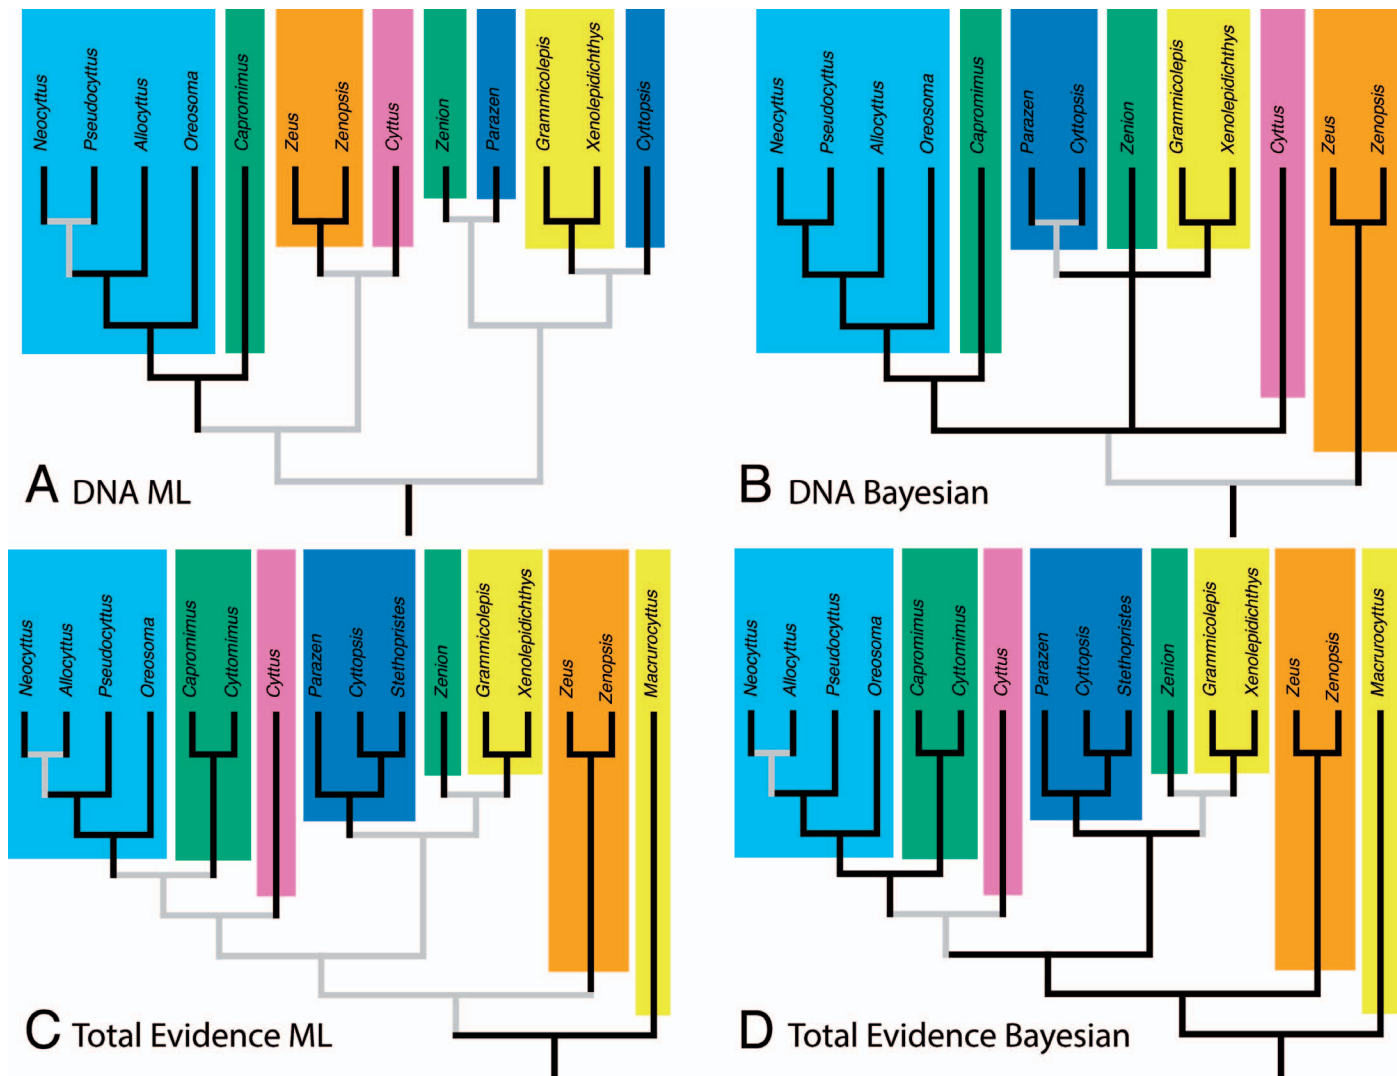 Neocyttus
Pseudocyttus
Allocyttus
Oreosoma
Capromimus
Zeus
Zenopsis
Cyttus
Zenion
Parazen
Grammicolepis
Xenolepidichthys
Cyttopsis
A DNA ML
Neocyttus
Pseudocyttus
Allocyttus
Oreosoma
Capromimus
Parazen
Cyttopsis
Zenion
Grammicolepis
Xenolepidichthys
Cyttus
Zeus
Zenopsis
B DNA Bayesian
Neocyttus
Allocyttus
Pseudocyttus
Oreosoma
Capromimus
Cyttomimus
Cyttus
Parazen
Cyttopsis
Stethopristes
Zenion
Grammicolepis
Xenolepidichthys
Zeus
Zenopsis
Macrurocyttus
C Total Evidence ML
Neocyttus
Allocyttus
Pseudocyttus
Oreosoma
Capromimus
Cyttomimus
Cyttus
Parazen
Cyttopsis
Stethopristes
Zenion
Grammicolepis
Xenolepidichthys
Zeus
Zenopsis
Macrurocyttus
D Total Evidence Bayesian